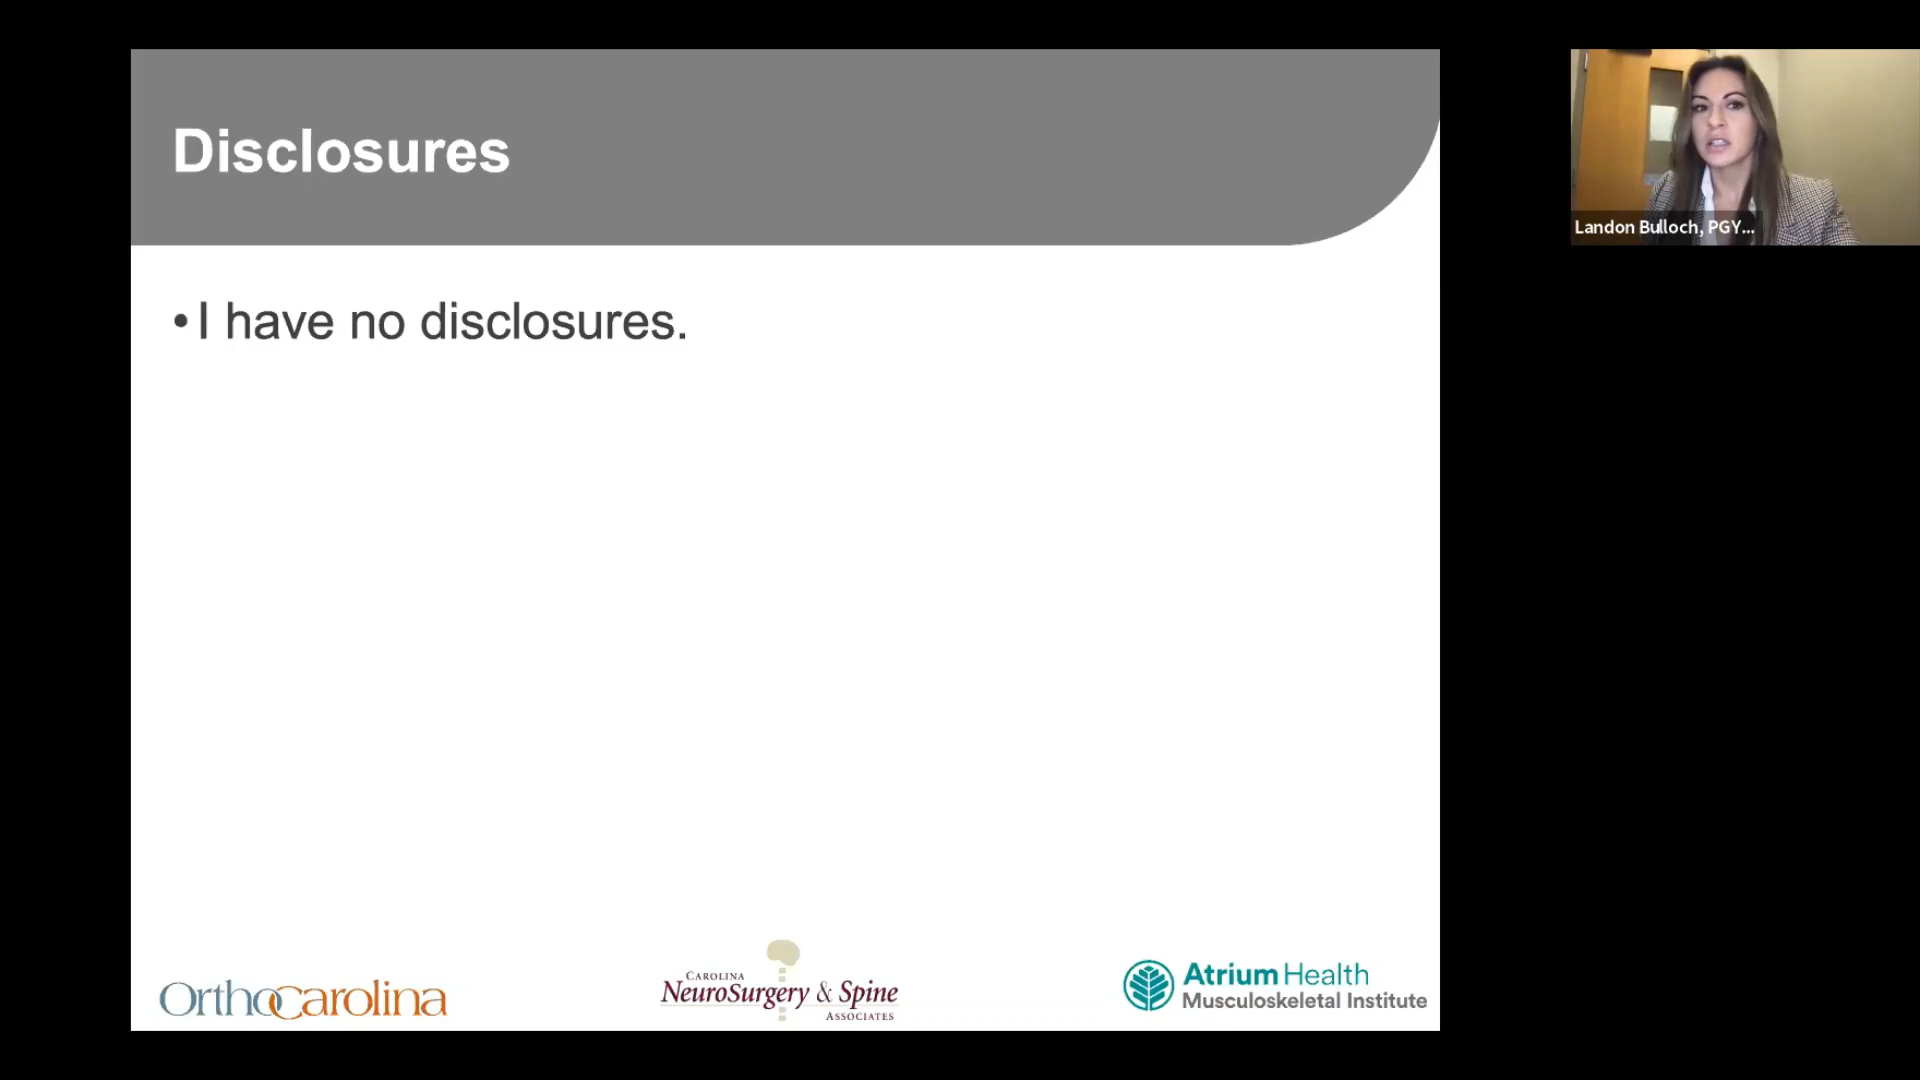 Disclosures
•I have no disclosures.
Landon Bulloch, PGY...
OrthoCarolina
CAROLINA
NEUROSURGERY & SPINE
ASSOCIATES
Atrium Health
Musculoskeletal Institute